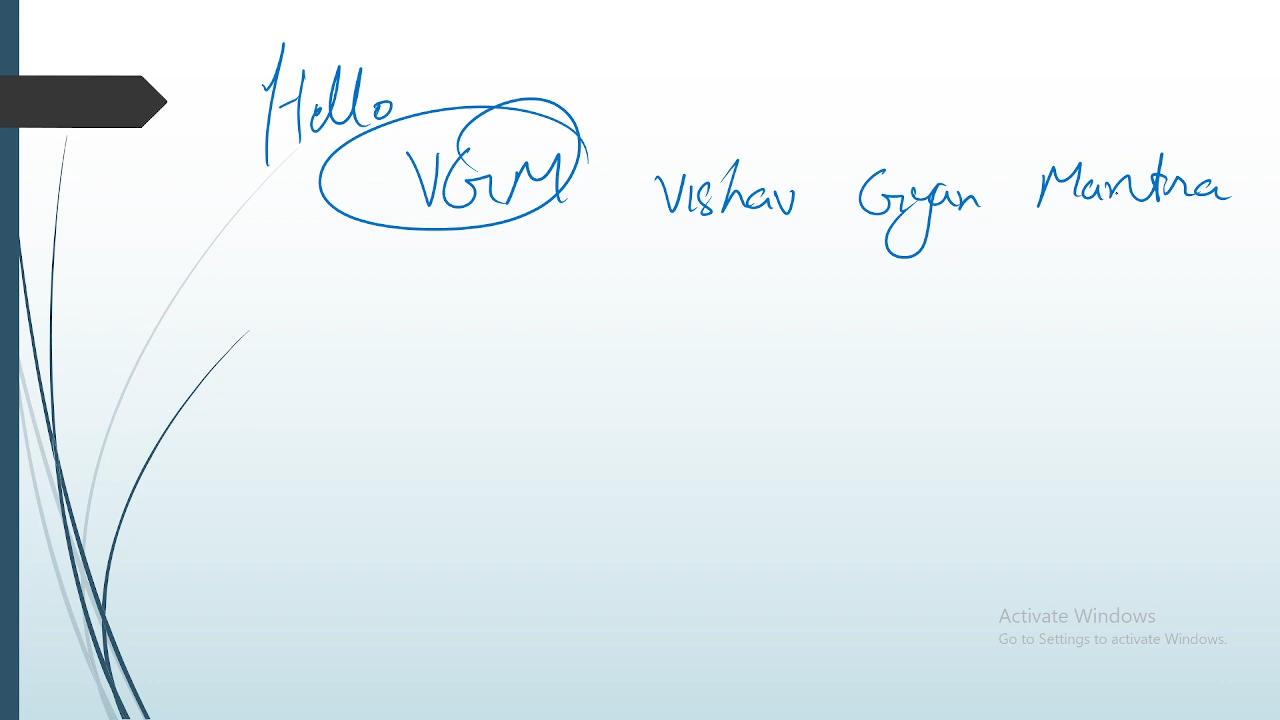 Hello
VGM Vishav Gyan Mantra
Activate Windows
Go to Settings to activate Windows.